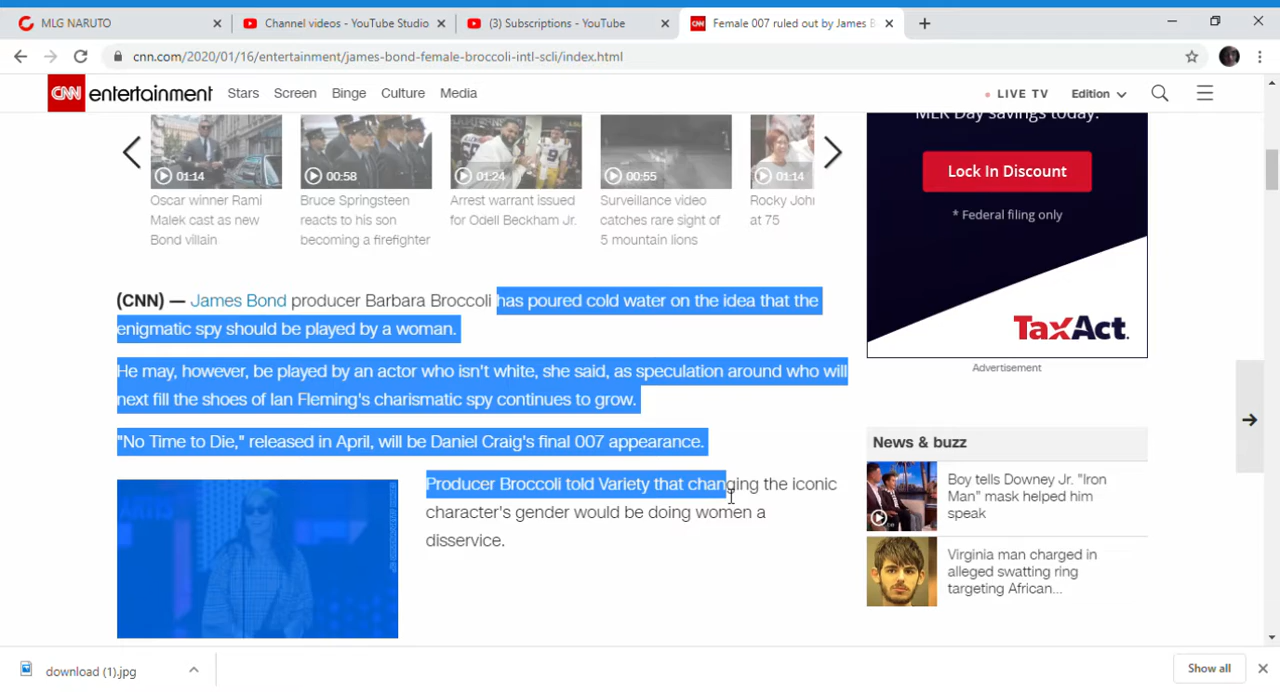 MLG NARUTO
Channel videos - YouTube Studio
(3) Subscriptions - YouTube
Female 007 ruled out by James B
cnn.com/2020/01/16/entertainment/james-bond-female-broccoli-intl-scli/index.html
CNN entertainment Stars Screen Binge Culture Media
LIVE TV Edition
01:14
00:58
01:24
00:55
01:14
Oscar winner Rami
Malek cast as new
Bond villain
Bruce Springsteen
reacts to his son
becoming a firefighter
Arrest warrant issued
for Odell Beckham Jr.
Surveillance video
catches rare sight of
5 mountain lions
Rocky John
at 75
MLK Day savings today.
Lock In Discount
* Federal filing only
TaxAct.
Advertisement
(CNN) — James Bond producer Barbara Broccoli has poured cold water on the idea that the
enigmatic spy should be played by a woman.
He may, however, be played by an actor who isn't white, she said, as speculation around who will
next fill the shoes of Ian Fleming's charismatic spy continues to grow.
"No Time to Die," released in April, will be Daniel Craig's final 007 appearance.
Producer Broccoli told Variety that changing the iconic
character's gender would be doing women a
disservice.
News & buzz
Boy tells Downey Jr. "Iron
Man" mask helped him
speak
Virginia man charged in
alleged swatting ring
targeting African...
download (1).jpg
Show all